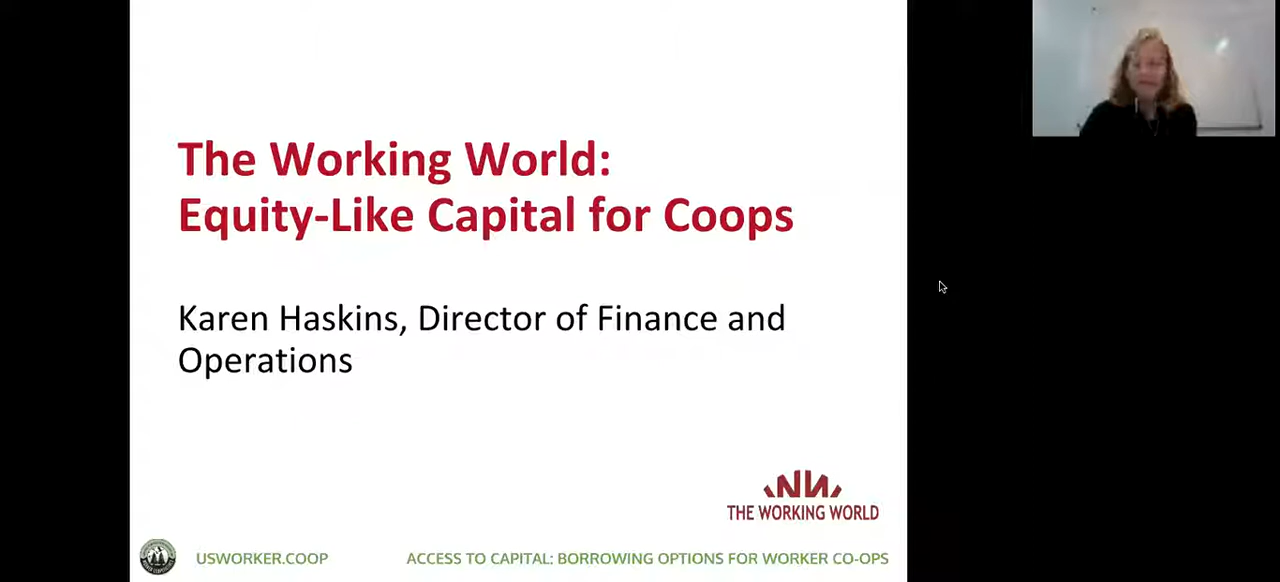 The Working World:
Equity-Like Capital for Coops
Karen Haskins, Director of Finance and
Operations
THE WORKING WORLD
USWORKER.COOP
ACCESS TO CAPITAL: BORROWING OPTIONS FOR WORKER CO-OPS